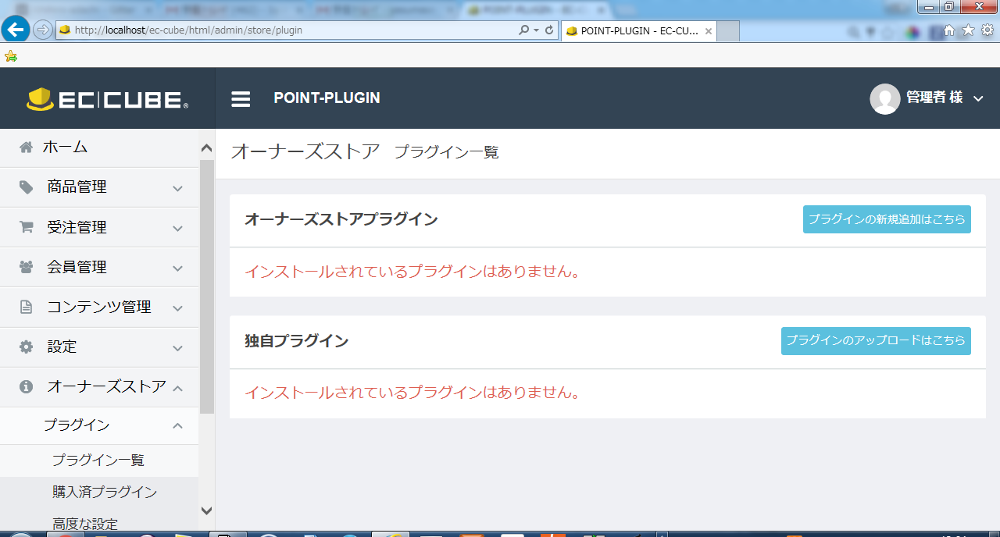 http://localhost/ec-cube/html/admin/store/plugin
POINT-PLUGIN - EC-CU...
EC CUBE®
POINT-PLUGIN
管理者 様
ホーム
商品管理
受注管理
会員管理
コンテンツ管理
設定
オーナーズストア
プラグイン
プラグイン一覧
購入済プラグイン
高度な設定
オーナーズストア プラグイン一覧
オーナーズストアプラグイン
プラグインの新規追加はこちら
インストールされているプラグインはありません。
独自プラグイン
プラグインのアップロードはこちら
インストールされているプラグインはありません。